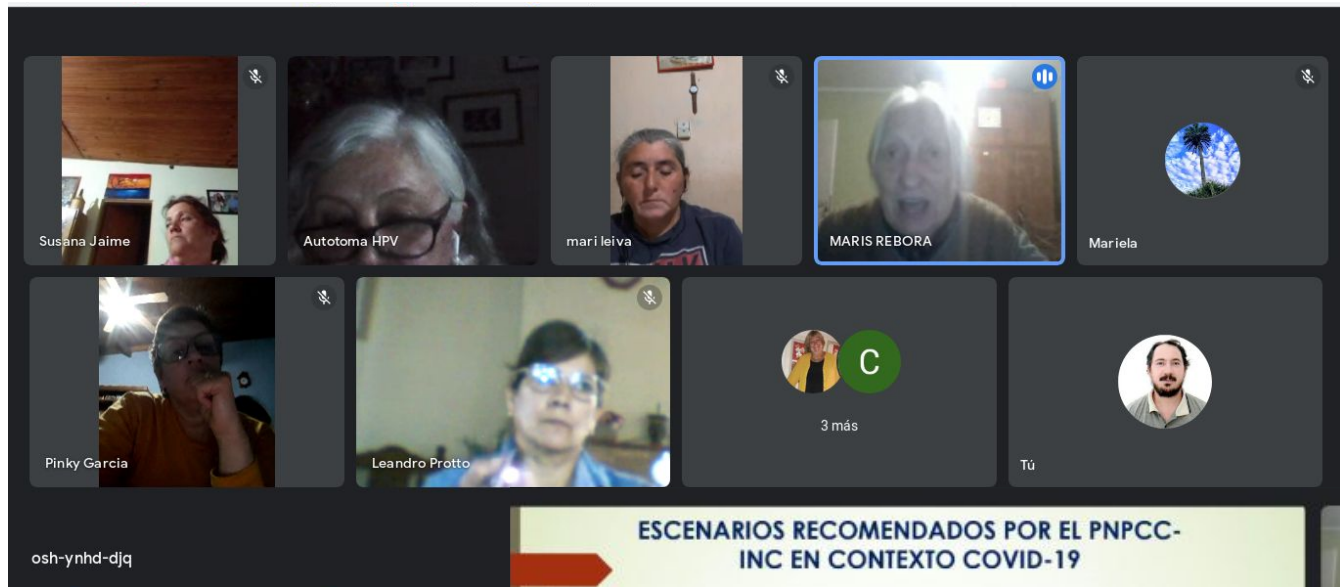 Susana Jaime
Autotoma HPV
mari leiva
MARIS REBORA
Mariela
Pinky Garcia
Leandro Protto
C
3 más
Tú
osh-ynhd-djq
ESCENARIOS RECOMENDADOS POR EL PNPCC-
INC EN CONTEXTO COVID-19